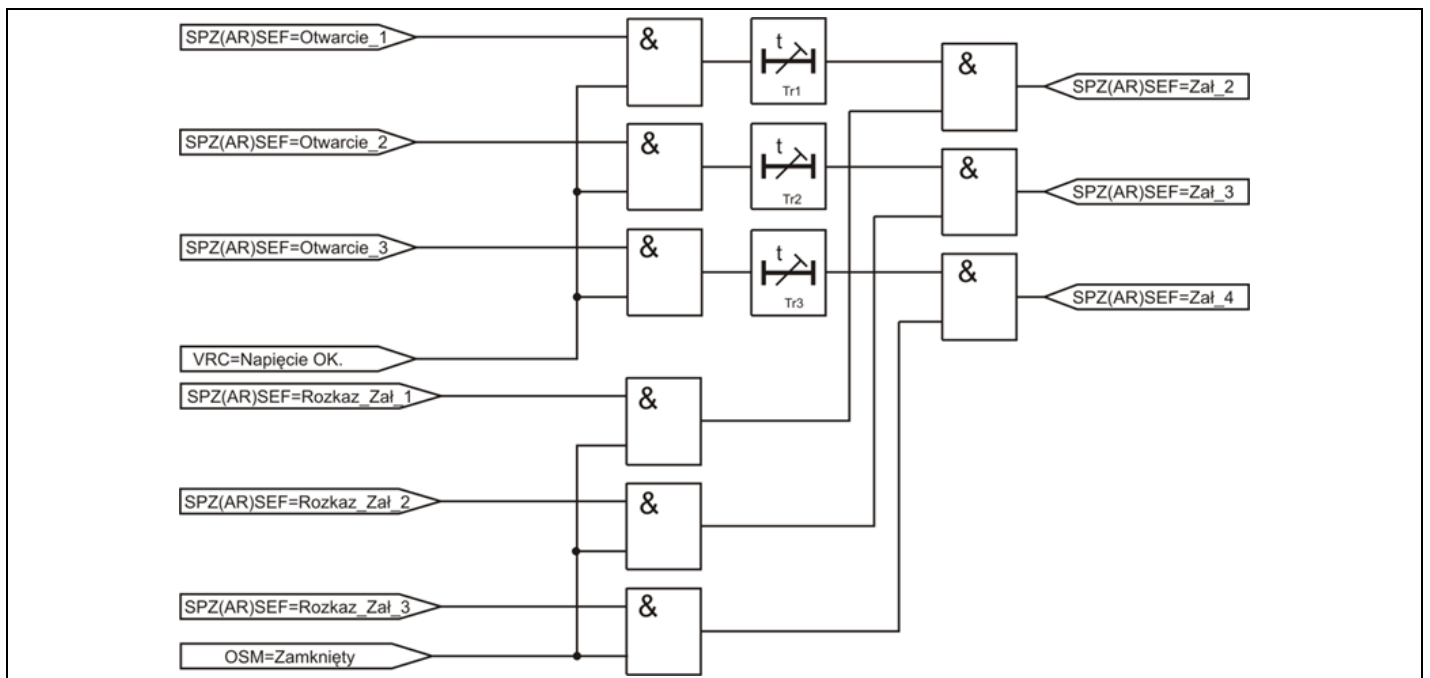 SPZ(AR)SEF=Otwarcie_1
&
t
Tr1
&
SPZ(AR)SEF=Zał_2
SPZ(AR)SEF=Otwarcie_2
&
t
Tr2
&
SPZ(AR)SEF=Zał_3
SPZ(AR)SEF=Otwarcie_3
&
t
Tr3
&
SPZ(AR)SEF=Zał_4
VRC=Napięcie OK.
SPZ(AR)SEF=Rozkaz_Zał_1
&
SPZ(AR)SEF=Rozkaz_Zał_2
&
SPZ(AR)SEF=Rozkaz_Zał_3
&
OSM=Zamknięty